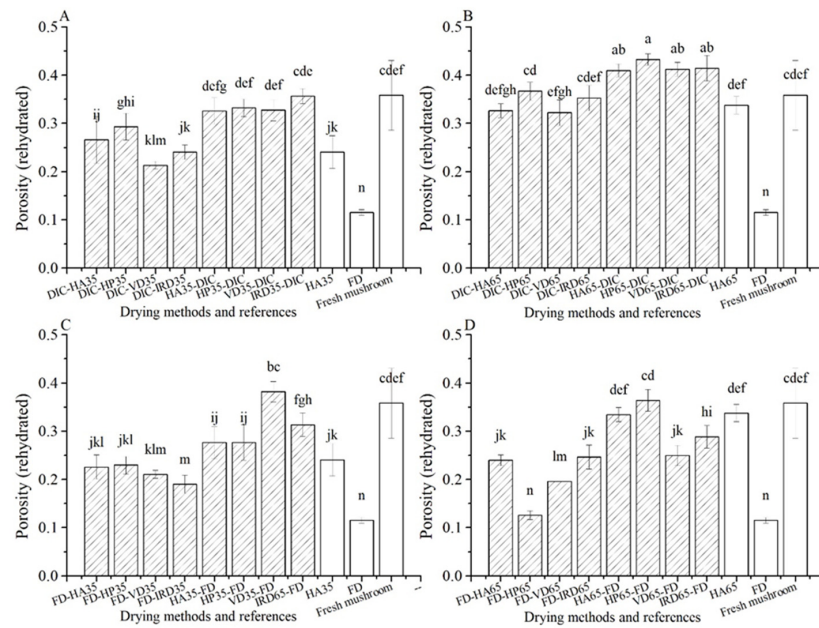 A
0.5
0.4
0.3
0.2
0.1
0.0
Porosity (rehydrated)
ij
ghi
klm
jk
defg
def
def
cde
jk
n
cdef
DIC-HA35
DIC-HP35
DIC-VD35
DIC-IRD35
HA35-DIC
HP35-DIC
VD35-DIC
IRD35-DIC
HA35
FD
Fresh mushroom
Drying methods and references
B
0.5
0.4
0.3
0.2
0.1
0.0
Porosity (rehydrated)
defgh
cd
efgh
cdef
ab
a
ab
ab
def
n
cdef
DIC-HA65
DIC-HP65
DIC-VD65
DIC-IRD65
HA65-DIC
HP65-DIC
VD65-DIC
IRD65-DIC
HA65
FD
Fresh mushroom
Drying methods and references
C
0.5
0.4
0.3
0.2
0.1
0.0
Porosity (rehydrated)
jkl
jkl
klm
m
ij
ij
bc
fgh
jk
n
cdef
FD-HA35
FD-HP35
FD-VD35
FD-IRD35
HA35-FD
HP35-FD
VD35-FD
IRD65-FD
HA35
FD
Fresh mushroom
--
Drying methods and references
D
0.5
0.4
0.3
0.2
0.1
0.0
Porosity (rehydrated)
jk
n
lm
jk
def
cd
jk
hi
def
n
cdef
FD-HA65
FD-HP65
FD-VD65
FD-IRD65
HA65-FD
HP65-FD
VD65-FD
IRD65-FD
HA65
FD
Fresh mushroom
Drying methods and references